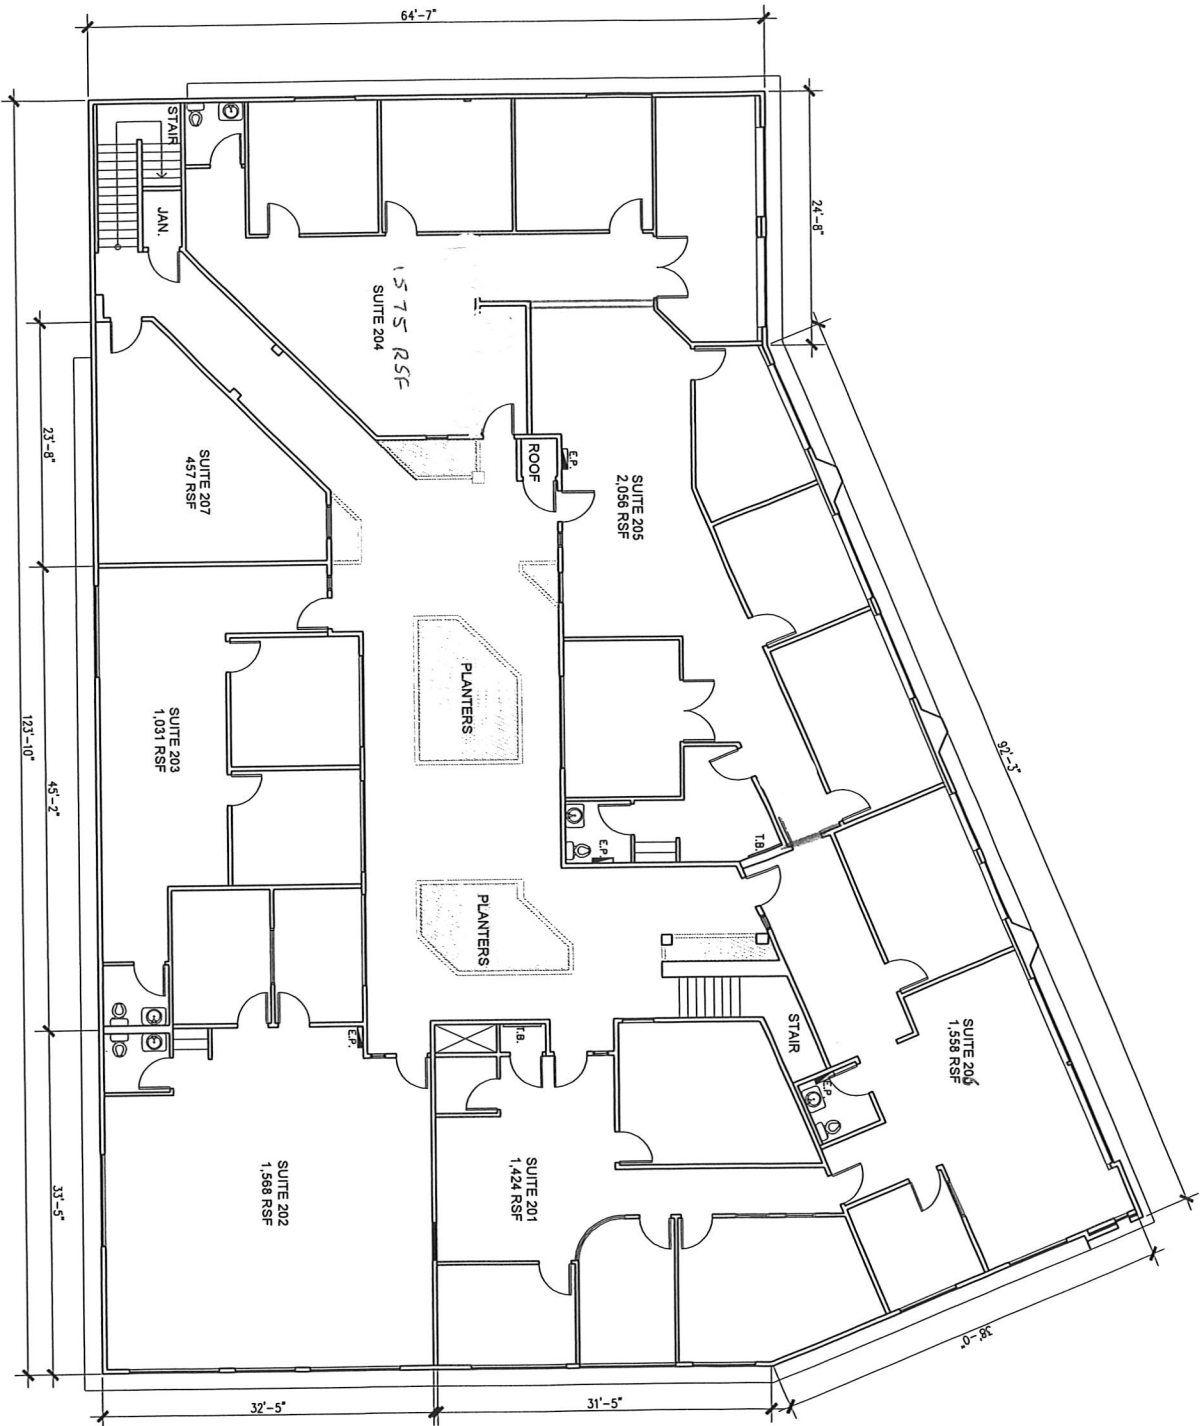 64'-7"
24'-8"
STAIR
JAN.
1575 RSF
SUITE 204
23'-8"
SUITE 207
457 RSF
ROOF
E.P.
SUITE 205
2,056 RSF
92'-3"
123'-10"
45'-2"
SUITE 203
1,031 RSF
PLANTERS
E.P.
T.B.
PLANTERS
STAIR
E.P.
T.B.
SUITE 206
1,558 RSF
E.P.
33'-5"
SUITE 202
1,568 RSF
SUITE 201
1,424 RSF
38'-0"
32'-5"
31'-5"